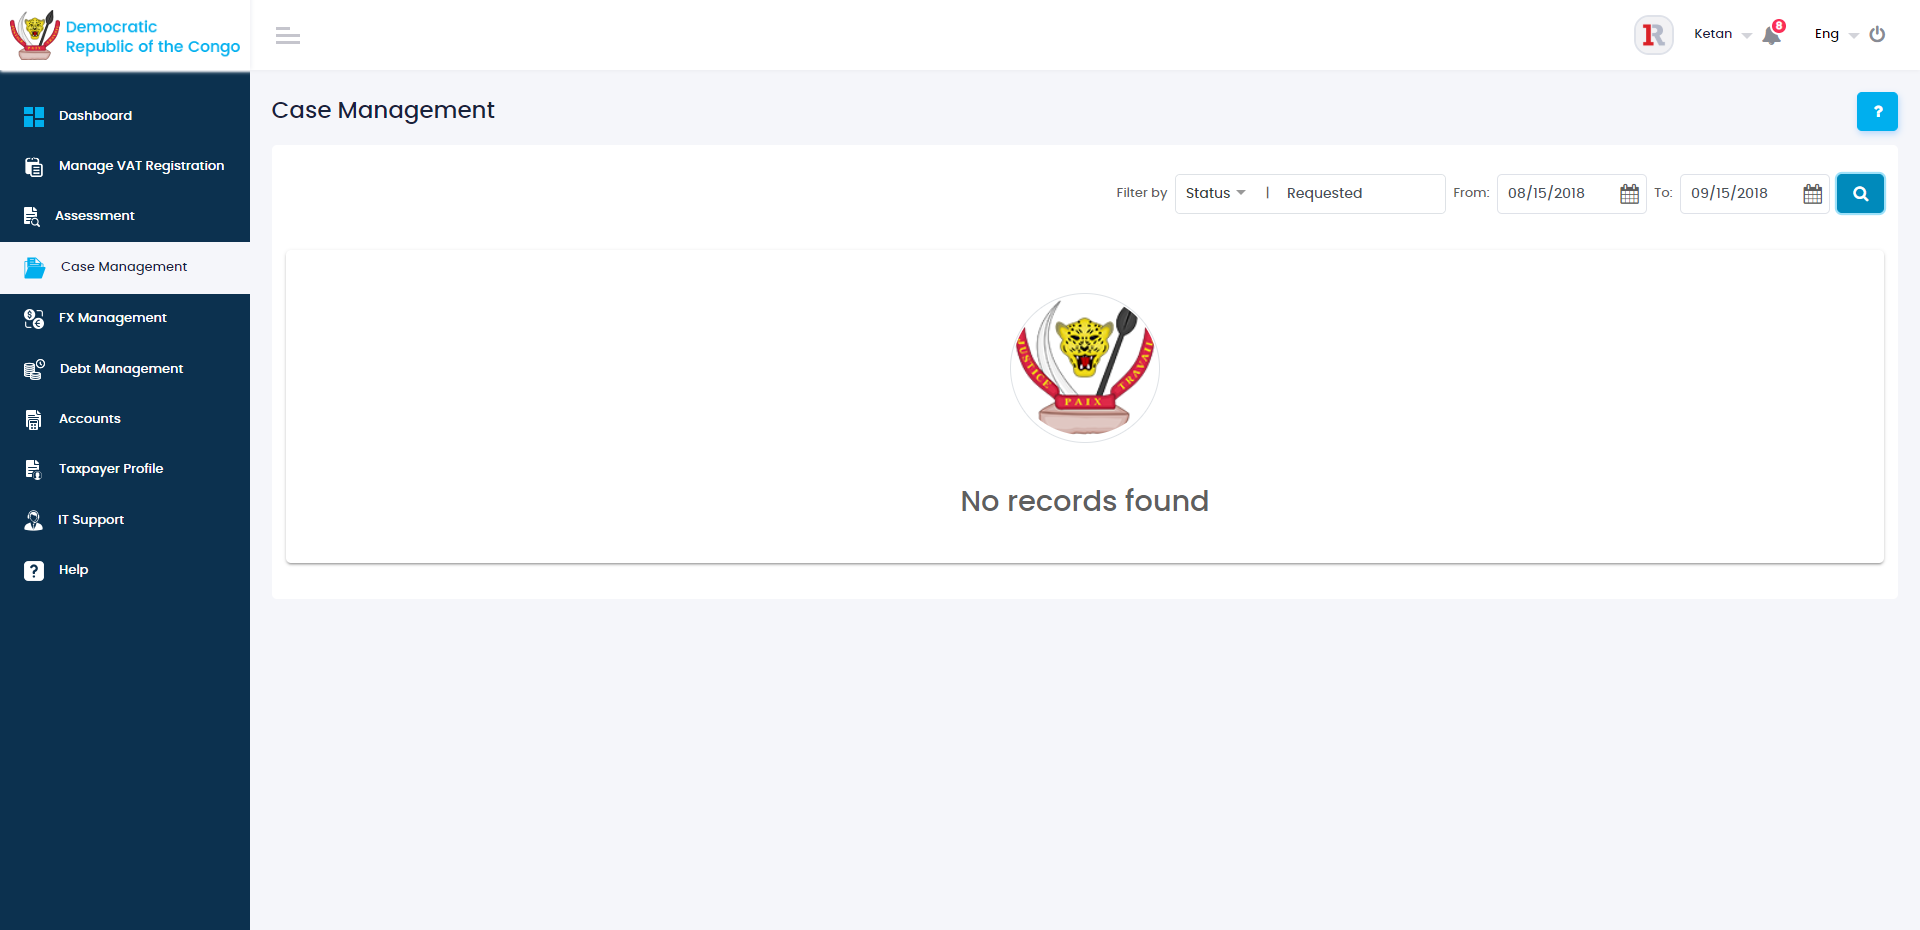 Democratic
Republic of the Congo
1R
Ketan
8
Eng
Dashboard
Manage VAT Registration
Assessment
Case Management
FX Management
Debt Management
Accounts
Taxpayer Profile
IT Support
? Help
Case Management
?
Filter by Status | Requested From: 08/15/2018 To: 09/15/2018
JUSTICE PAIX TRAVAIL
No records found